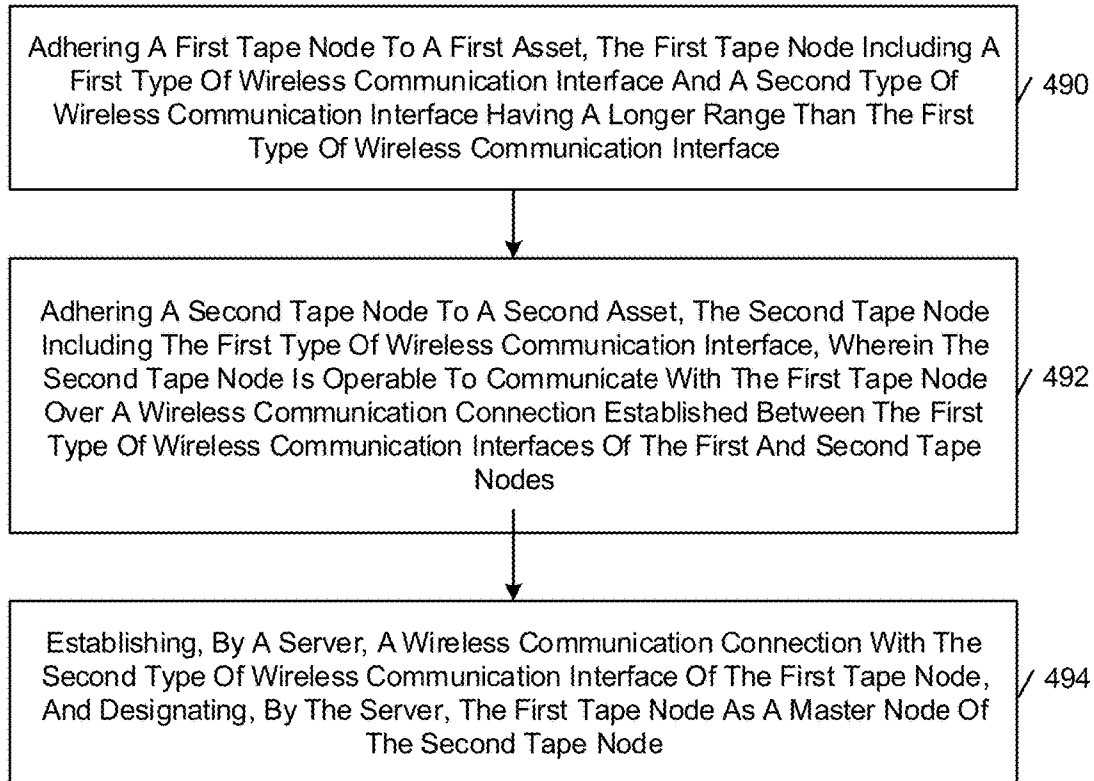 Adhering A First Tape Node To A First Asset, The First Tape Node Including A
First Type Of Wireless Communication Interface And A Second Type Of
Wireless Communication Interface Having A Longer Range Than The First
Type Of Wireless Communication Interface
490
Adhering A Second Tape Node To A Second Asset, The Second Tape Node
Including The First Type Of Wireless Communication Interface, Wherein The
Second Tape Node Is Operable To Communicate With The First Tape Node
Over A Wireless Communication Connection Established Between The First
Type Of Wireless Communication Interfaces Of The First And Second Tape
Nodes
492
Establishing, By A Server, A Wireless Communication Connection With The
Second Type Of Wireless Communication Interface Of The First Tape Node,
And Designating, By The Server, The First Tape Node As A Master Node Of
The Second Tape Node
494